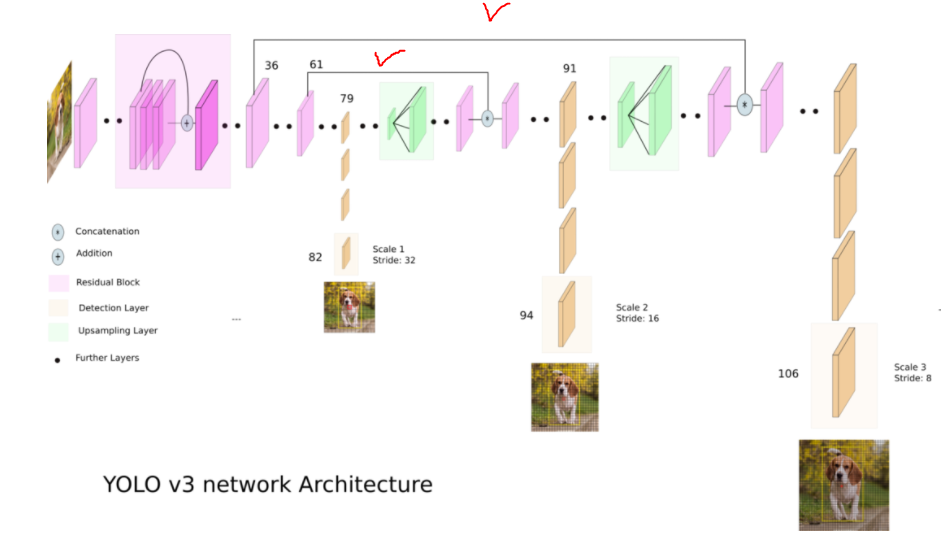 36
61
79
91
*
*
+
* Concatenation
+ Addition
Residual Block
Detection Layer
Upsampling Layer
Further Layers
...
82
Scale 1
Stride: 32
94
Scale 2
Stride: 16
106
Scale 3
Stride: 8
YOLO v3 network Architecture